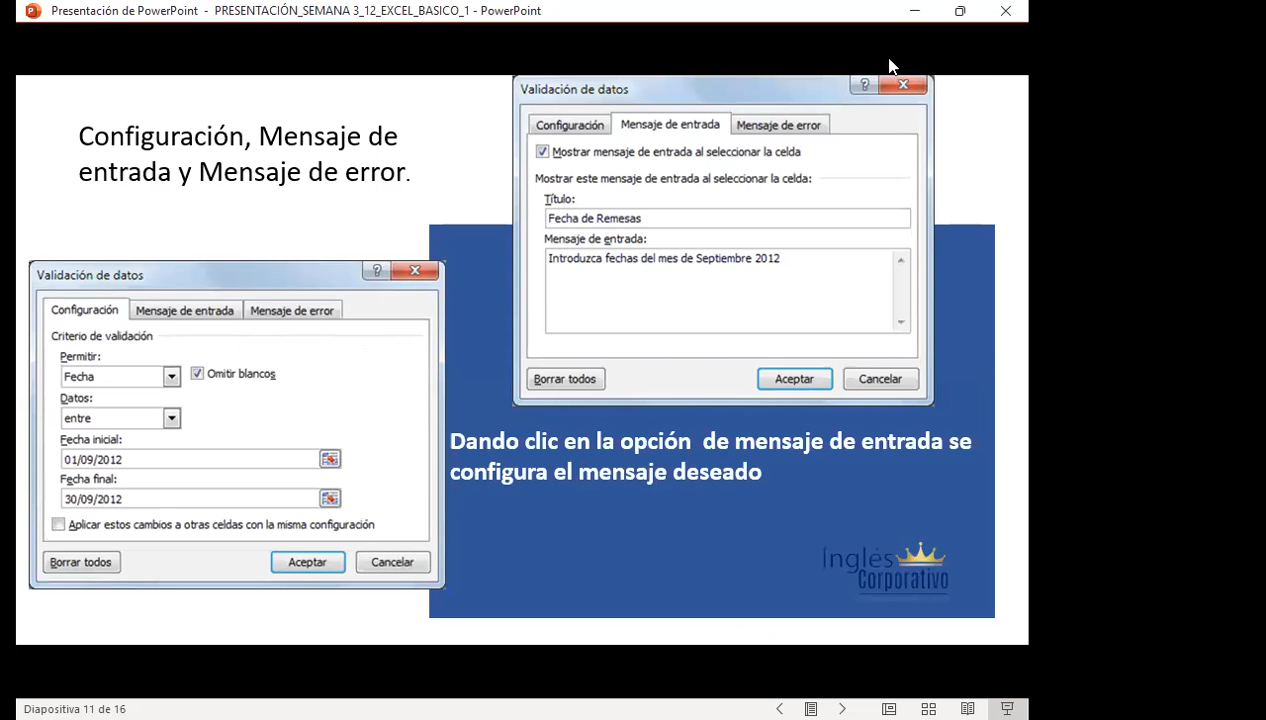 Presentación de PowerPoint - PRESENTACIÓN_SEMANA 3_12_EXCEL_BASICO_1 - PowerPoint
Configuración, Mensaje de
entrada y Mensaje de error.
Validación de datos
?
Configuración Mensaje de entrada Mensaje de error
Mostrar mensaje de entrada al seleccionar la celda
Mostrar este mensaje de entrada al seleccionar la celda:
Título:
Fecha de Remesas
Mensaje de entrada:
Introduzca fechas del mes de Septiembre 2012
Borrar todos Aceptar Cancelar
Validación de datos
?
Configuración Mensaje de entrada Mensaje de error
Criterio de validación
Permitir:
Fecha Omitir blancos
Datos:
entre
Fecha inicial:
01/09/2012
Fecha final:
30/09/2012
Aplicar estos cambios a otras celdas con la misma configuración
Borrar todos Aceptar Cancelar
Dando clic en la opción de mensaje de entrada se
configura el mensaje deseado
Inglés
Corporativo
Diapositiva 11 de 16